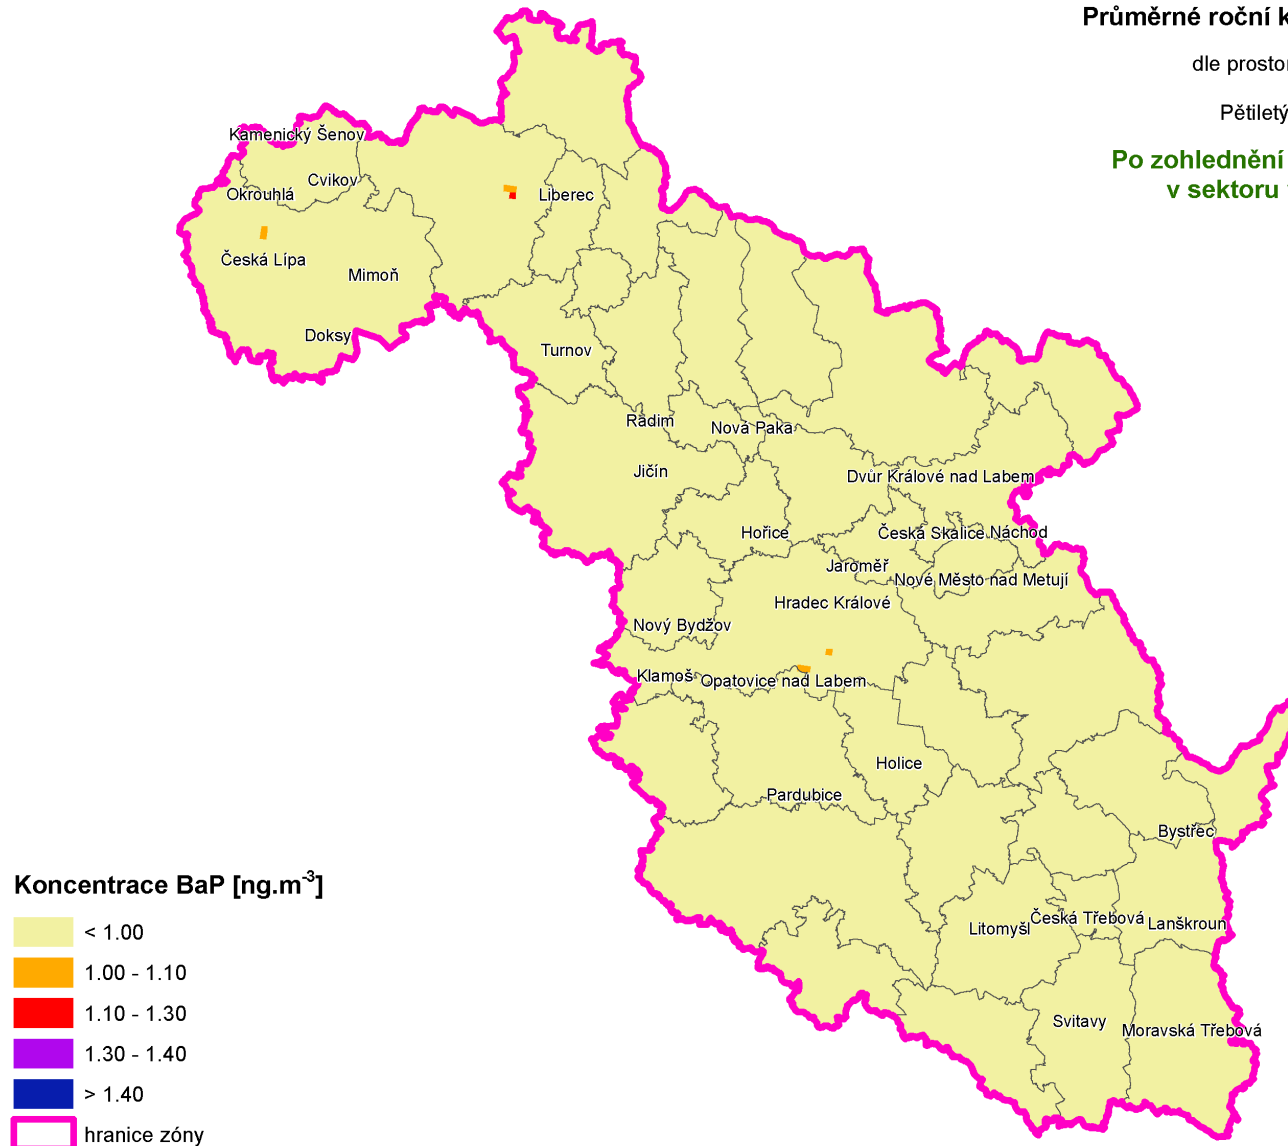 Průměrné roční k
dle prostor
Pětiletý
Po zohlednění
v sektoru
Kamenický Šenov
Cvikov
Okrouhlá
Liberec
Česká Lípa
Mimoň
Doksy
Turnov
Radim
Nová Paka
Jičín
Dvůr Králové nad Labem
Hořice
Česká Skalice
Náchod
Jaroměř
Nové Město nad Metují
Hradec Králové
Nový Bydžov
Klamoš
Opatovice nad Labem
Holice
Pardubice
Bystřec
Česká Třebová
Litomyšl
Lanškroun
Svitavy
Moravská Třebová
Koncentrace BaP [ng.m⁻³]
< 1.00
1.00 - 1.10
1.10 - 1.30
1.30 - 1.40
> 1.40
hranice zóny